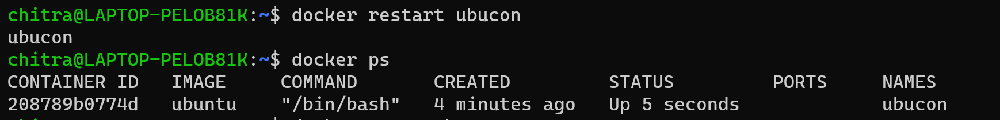 chitra@LAPTOP-PELOB81K:~$ docker restart ubucon
ubucon
chitra@LAPTOP-PELOB81K:~$ docker ps
CONTAINER ID   IMAGE     COMMAND       CREATED         STATUS         PORTS     NAMES
208789b0774d   ubuntu    "/bin/bash"   4 minutes ago   Up 5 seconds             ubucon